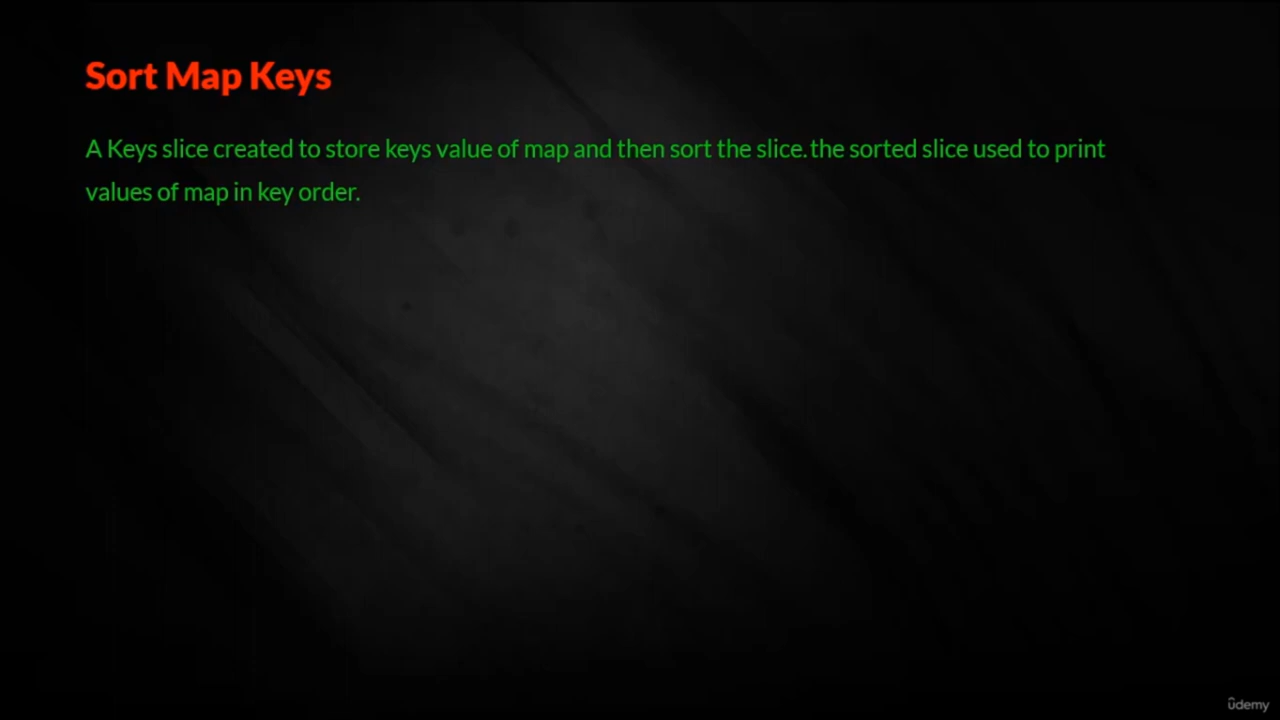 Sort Map Keys
A Keys slice created to store keys value of map and then sort the slice.the sorted slice used to print
values of map in key order.
ûdemy